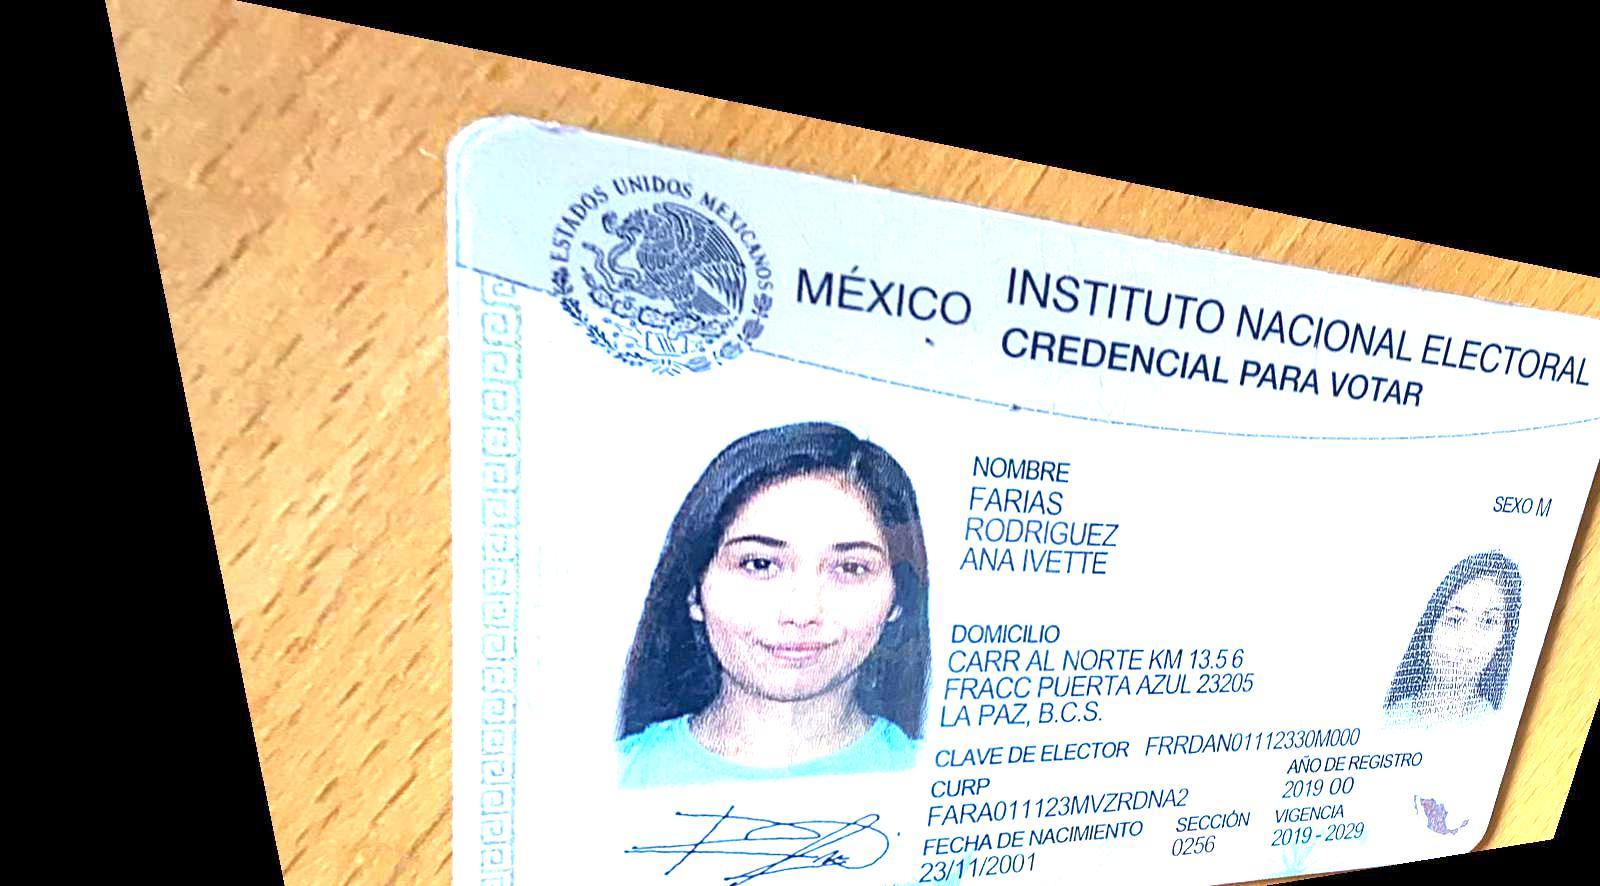 ESTADOS UNIDOS MEXICANOS
MÉXICO
INSTITUTO NACIONAL ELECTORAL
CREDENCIAL PARA VOTAR
NOMBRE
FARIAS
RODRIGUEZ
ANA IVETTE
SEXO M
DOMICILIO
CARR AL NORTE KM 13.5 6
FRACC PUERTA AZUL 23205
LA PAZ, B.C.S.
CLAVE DE ELECTOR FRRDAN01112330M000
CURP
FARA011123MVZRDNA2
AÑO DE REGISTRO
2019 00
FECHA DE NACIMIENTO
23/11/2001
SECCIÓN
0256
VIGENCIA
2019 - 2029